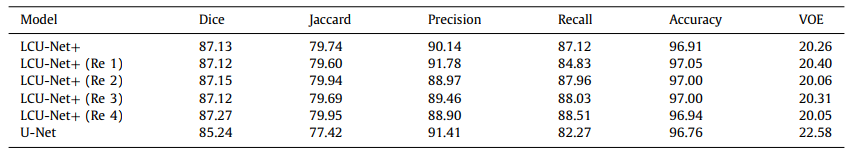 Model Dice Jaccard Precision Recall Accuracy VOE
LCU-Net+ 87.13 79.74 90.14 87.12 96.91 20.26
LCU-Net+ (Re 1) 87.12 79.60 91.78 84.83 97.05 20.40
LCU-Net+ (Re 2) 87.15 79.94 88.97 87.96 97.00 20.06
LCU-Net+ (Re 3) 87.12 79.69 89.46 88.03 97.00 20.31
LCU-Net+ (Re 4) 87.27 79.95 88.90 88.51 96.94 20.05
U-Net 85.24 77.42 91.41 82.27 96.76 22.58